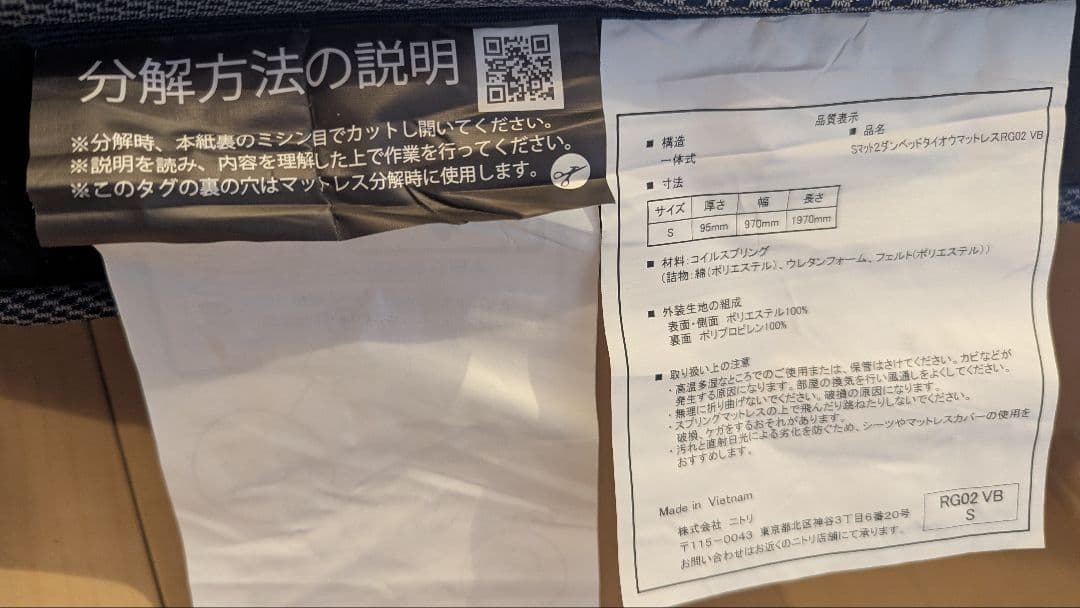 分解方法の説明
※分解時、本紙裏のミシン目でカットし開いてください。
※説明を読み、内容を理解した上で作業を行ってください。
※このタグの裏の穴はマットレス分解時に使用します。
品質表示
■ 構造
一体式
■ 品名
Sマット2ダンベッドタイオウマットレスRG02 VB
■ 寸法
サイズ 厚さ 幅 長さ
S 95mm 970mm 1970mm
■ 材料:コイルスプリング
(詰物:綿(ポリエステル)、ウレタンフォーム、フェルト(ポリエステル))
■ 外装生地の組成
表面・側面 ポリエステル100%
裏面 ポリプロピレン100%
■ 取り扱い上の注意
・高温多湿なところでのご使用または、保管はさけてください。カビなどが
発生する原因になります。部屋の換気を行い風通しをよくしてください。
・無理に折り曲げないでください。破損の原因になります。
・スプリングマットレスの上で飛んだり跳ねたりしないでください。
破損、ケガをするおそれがあります。
・汚れと直射日光による劣化を防ぐため、シーツやマットレスカバーの使用を
おすすめします。
Made in Vietnam
株式会社 ニトリ
〒115-0043 東京都北区神谷3丁目6番20号
お問い合わせはお近くのニトリ店舗にて承ります。
RG02 VB
S